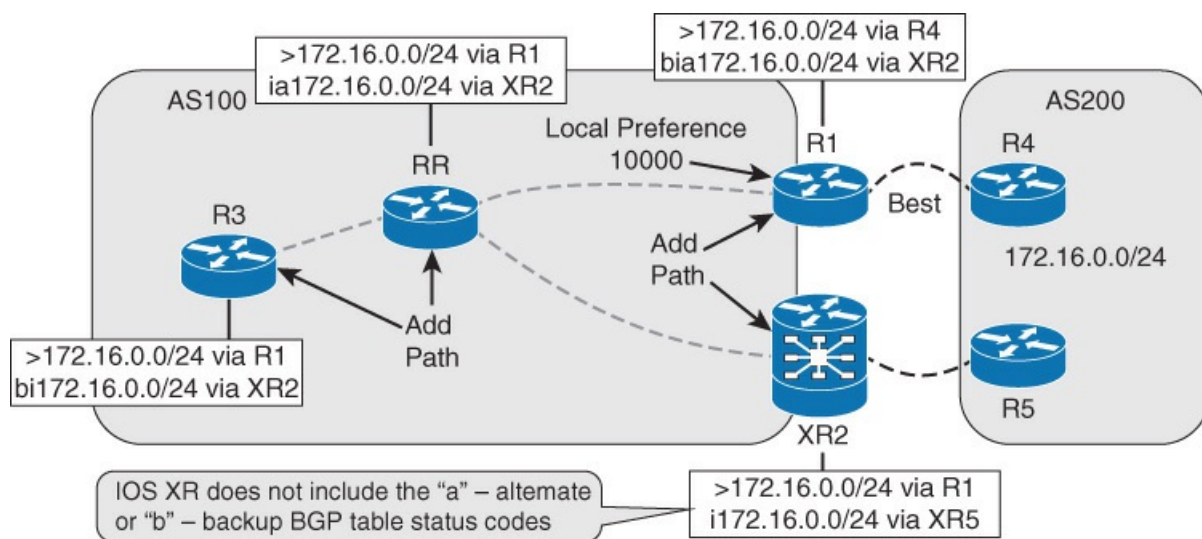 >172.16.0.0/24 via R1
ia172.16.0.0/24 via XR2
>172.16.0.0/24 via R4
bia172.16.0.0/24 via XR2
AS100
AS200
Local Preference
10000
R1
R4
RR
Best
R3
Add
Path
172.16.0.0/24
Add
Path
>172.16.0.0/24 via R1
bi172.16.0.0/24 via XR2
R5
XR2
IOS XR does not include the “a” – alternate
or “b” – backup BGP table status codes
>172.16.0.0/24 via R1
i172.16.0.0/24 via XR5